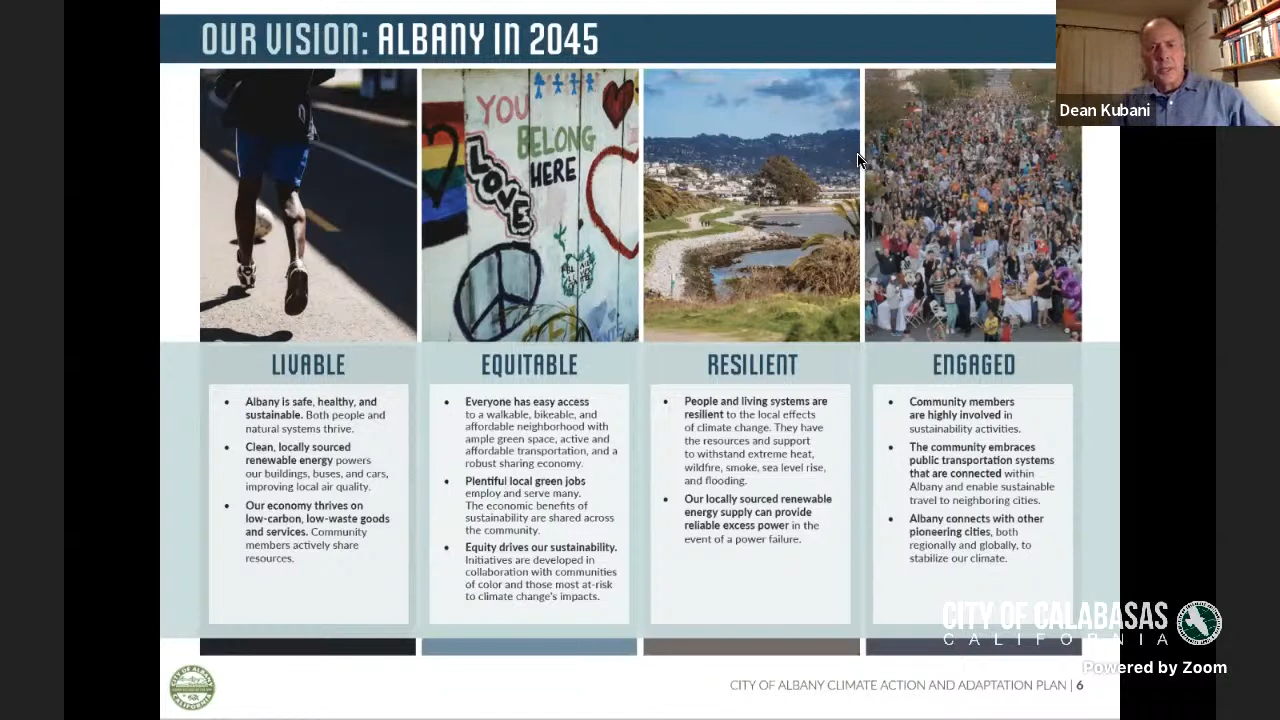 OUR VISION: ALBANY IN 2045
Dean Kubani
YOU
BELONG
HERE
LOVE
LIVABLE
• Albany is safe, healthy, and
sustainable. Both people and
natural systems thrive.
• Clean, locally sourced
renewable energy powers
our buildings, buses, and cars,
improving local air quality.
• Our economy thrives on
low-carbon, low-waste goods
and services. Community
members actively share
resources.
EQUITABLE
• Everyone has easy access
to a walkable, bikeable, and
affordable neighborhood with
ample green space, active and
affordable transportation, and a
robust sharing economy.
• Plentiful local green jobs
employ and serve many.
The economic benefits of
sustainability are shared across
the community.
• Equity drives our sustainability.
Initiatives are developed in
collaboration with communities
of color and those most at-risk
to climate change's impacts.
RESILIENT
• People and living systems are
resilient to the local effects
of climate change. They have
the resources and support
to withstand extreme heat,
wildfire, smoke, sea level rise,
and flooding.
• Our locally sourced renewable
energy supply can provide
reliable excess power in the
event of a power failure.
ENGAGED
• Community members
are highly involved in
sustainability activities.
• The community embraces
public transportation systems
that are connected within
Albany and enable sustainable
travel to neighboring cities.
• Albany connects with other
pioneering cities, both
regionally and globally, to
stabilize our climate.
CITY OF CALABASAS
CALIFORNIA
Powered by Zoom
CITY OF ALBANY CLIMATE ACTION AND ADAPTATION PLAN | 6